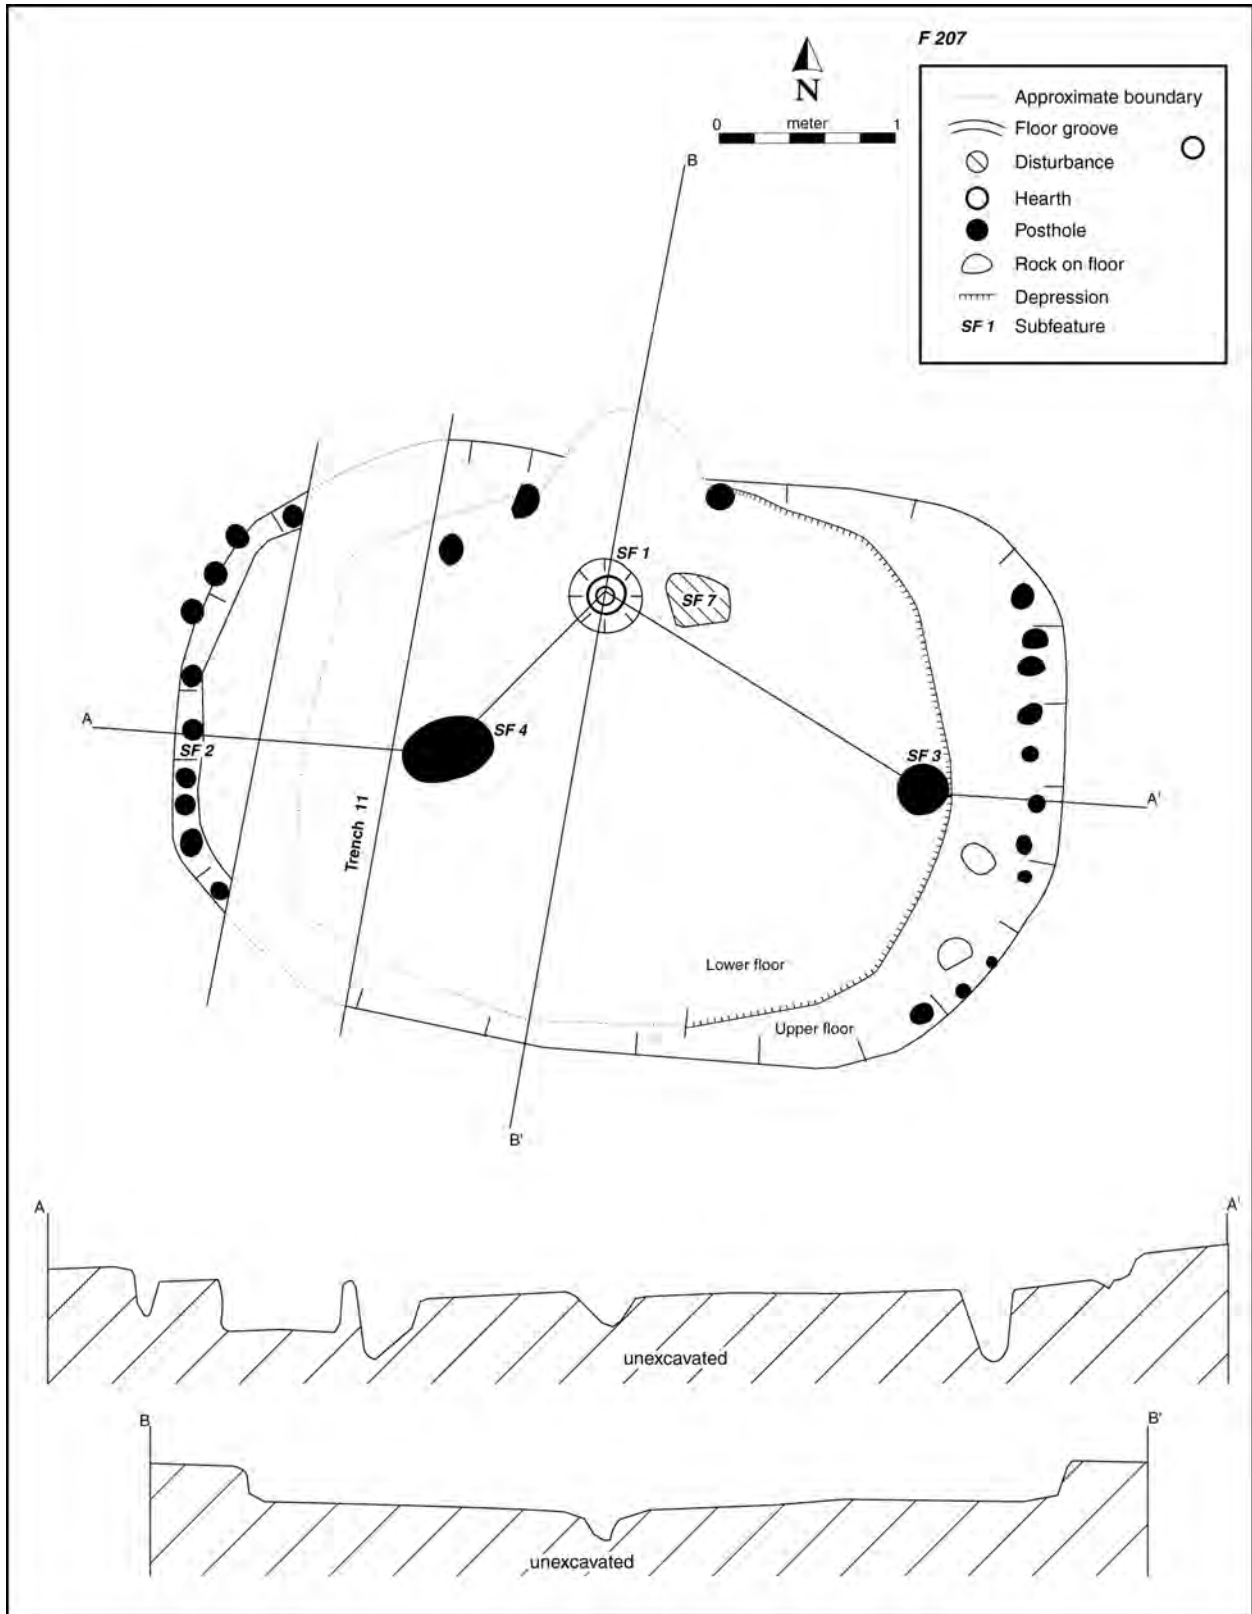 F 207
N
0 meter 1
Approximate boundary
Floor groove
Disturbance
Hearth
Posthole
Rock on floor
Depression
SF 1 Subfeature
B
SF 1
SF 7
A
SF 2
SF 4
SF 3
A'
Trench 11
Lower floor
Upper floor
B'
A
A'
unexcavated
B
B'
unexcavated